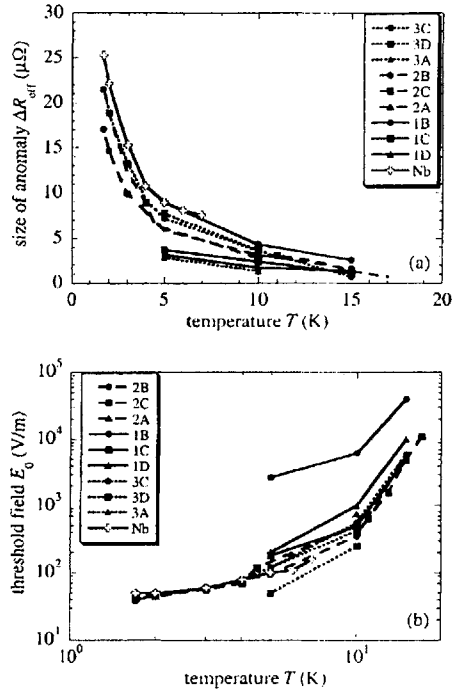 30
25
20
15
10
5
0
size of anomaly ΔR_eff (μΩ)
3C
3D
3A
2B
2C
2A
1B
1C
1D
Nb
(a)
0 5 10 15 20
temperature T (K)
10^5
10^4
10^3
10^2
10^1
threshold field E_0 (V/m)
2B
2C
2A
1B
1C
1D
3C
3D
3A
Nb
(b)
10^0 10^1
temperature T (K)